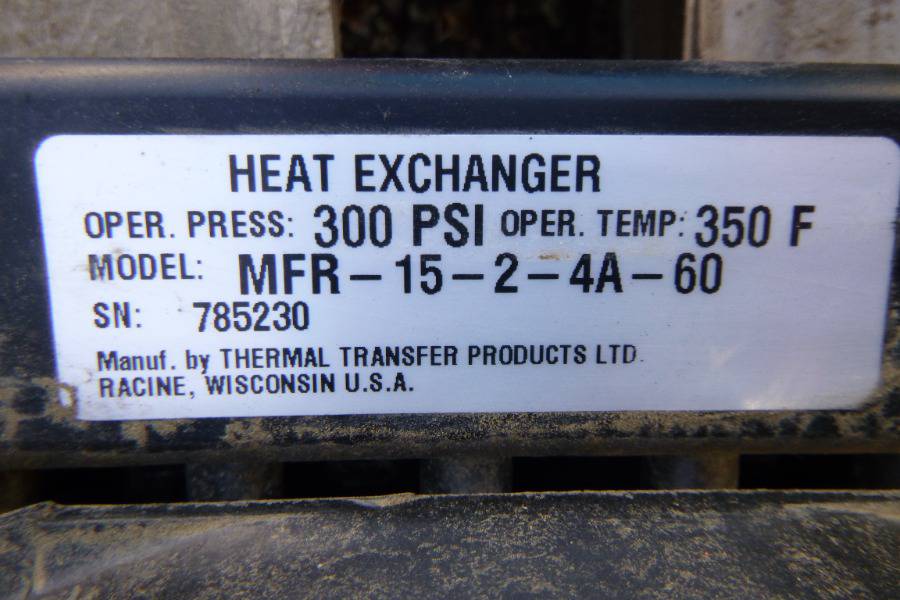 HEAT EXCHANGER
OPER. PRESS: 300 PSI OPER. TEMP: 350 F
MODEL: MFR-15-2-4A-60
SN: 785230
Manuf. by THERMAL TRANSFER PRODUCTS LTD.
RACINE, WISCONSIN U.S.A.